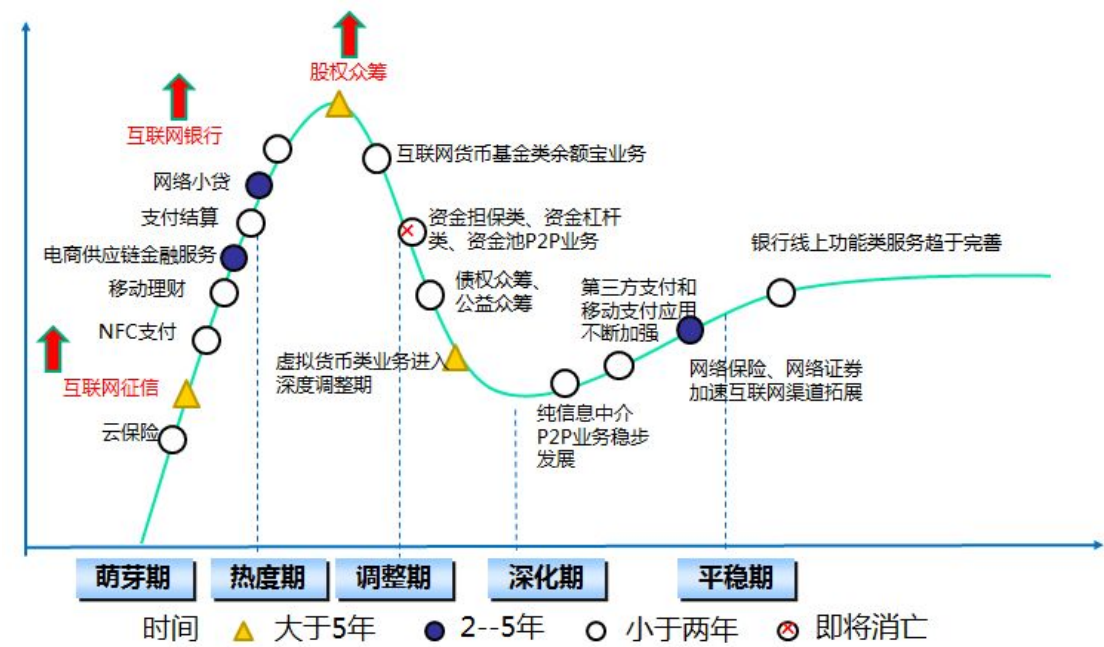 股权众筹
互联网银行
网络小贷
支付结算
电商供应链金融服务
移动理财
NFC支付
互联网征信
云保险
互联网货币基金类余额宝业务
资金担保类、资金杠杆
类、资金池P2P业务
债权众筹、
公益众筹
虚拟货币类业务进入
深度调整期
第三方支付和
移动支付应用
不断加强
银行线上功能类服务趋于完善
网络保险、网络证券
加速互联网渠道拓展
纯信息中介
P2P业务稳步
发展
萌芽期 热度期 调整期 深化期 平稳期
时间 大于5年 2--5年 小于两年 即将消亡